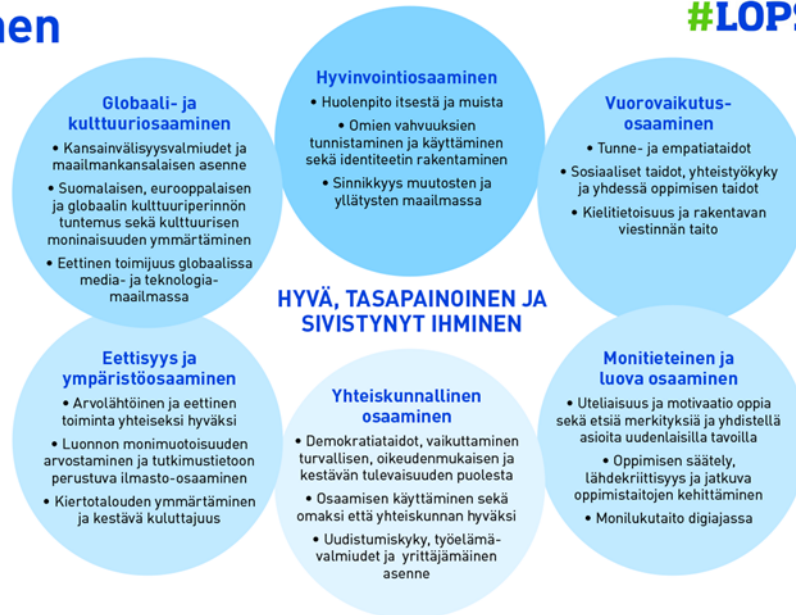 nen
#LOPS
Hyvinvointiosaaminen
• Huolenpito itsestä ja muista
• Omien vahvuuksien
tunnistaminen ja käyttäminen
sekä identiteetin rakentaminen
• Sinnikkyys muutosten ja
yllätysten maailmassa
Globaali- ja
kulttuuriosaaminen
• Kansainvälisyysvalmiudet ja
maailmankansalaisen asenne
• Suomalaisen, eurooppalaisen
ja globaalin kulttuuriperinnön
tuntemus sekä kulttuurisen
moninaisuuden ymmärtäminen
• Eettinen toimijuus globaalissa
media- ja teknologia-
maailmassa
Vuorovaikutus-
osaaminen
• Tunne- ja empatiataidot
• Sosiaaliset taidot, yhteistyökyky
ja yhdessä oppimisen taidot
• Kielitietoisuus ja rakentavan
viestinnän taito
HYVÄ, TASAPAINOINEN JA
SIVISTYNYT IHMINEN
Eettisyys ja
ympäristöosaaminen
• Arvolähtöinen ja eettinen
toiminta yhteiseksi hyväksi
• Luonnon monimuotoisuuden
arvostaminen ja tutkimustietoon
perustuva ilmasto-osaaminen
• Kiertotalouden ymmärtäminen
ja kestävä kuluttajuus
Yhteiskunnallinen
osaaminen
• Demokratiataidot, vaikuttaminen
turvallisen, oikeudenmukaisen ja
kestävän tulevaisuuden puolesta
• Osaamisen käyttäminen sekä
omaksi että yhteiskunnan hyväksi
• Uudistumiskyky, työelämä-
valmiudet ja yrittäjämäinen
asenne
Monitieteinen ja
luova osaaminen
• Uteliaisuus ja motivaatio oppia
sekä etsiä merkityksiä ja yhdistellä
asioita uudenlaisilla tavoilla
• Oppimisen säätely,
lähdekriittisyys ja jatkuva
oppimistaitojen kehittäminen
• Monilukutaito digiajassa